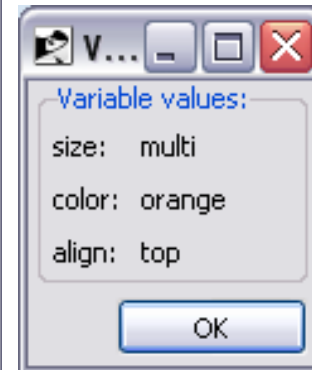 V...
Variable values:
size: multi
color: orange
align: top
OK